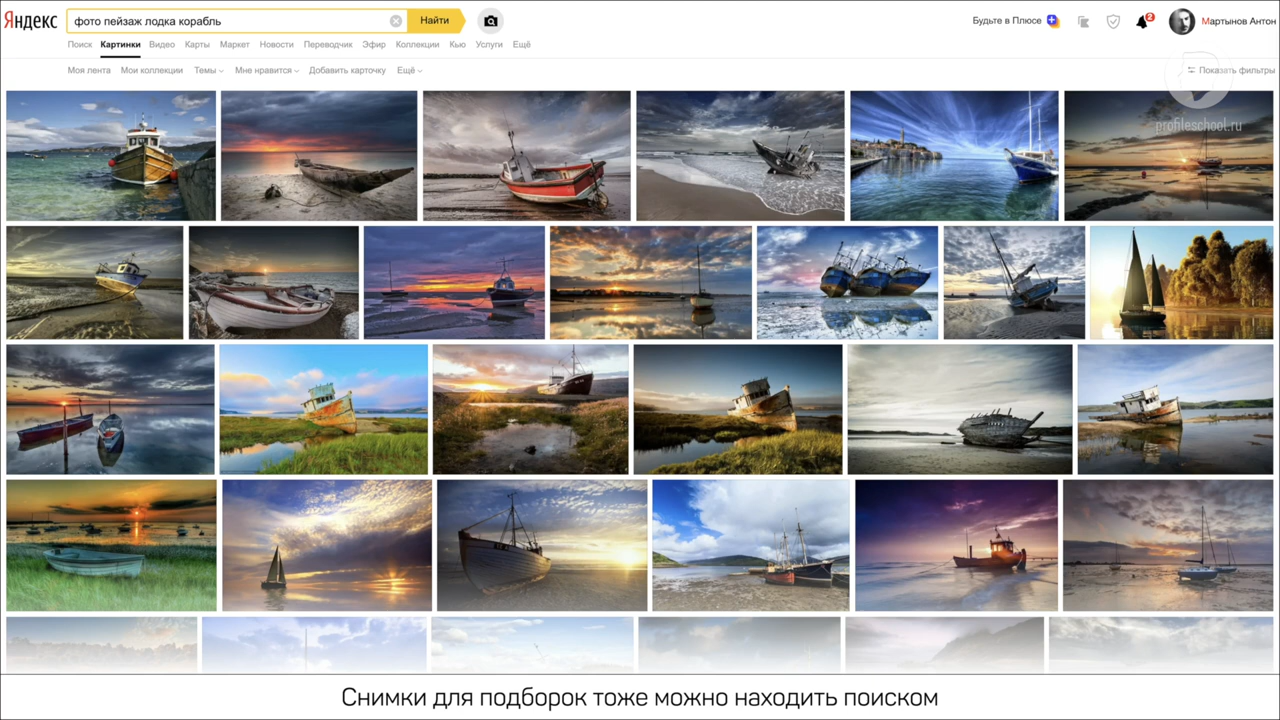 Яндекс
фото пейзаж лодка корабль
Найти
Будьте в Плюсе
2
Мартынов Антон
Поиск Картинки Видео Карты Маркет Новости Переводчик Эфир Коллекции Кью Услуги Ещё
Моя лента Мои коллекции Темы Мне нравится Добавить карточку Ещё
Показать фильтры
profileschool.ru
Снимки для подборок тоже можно находить поиском